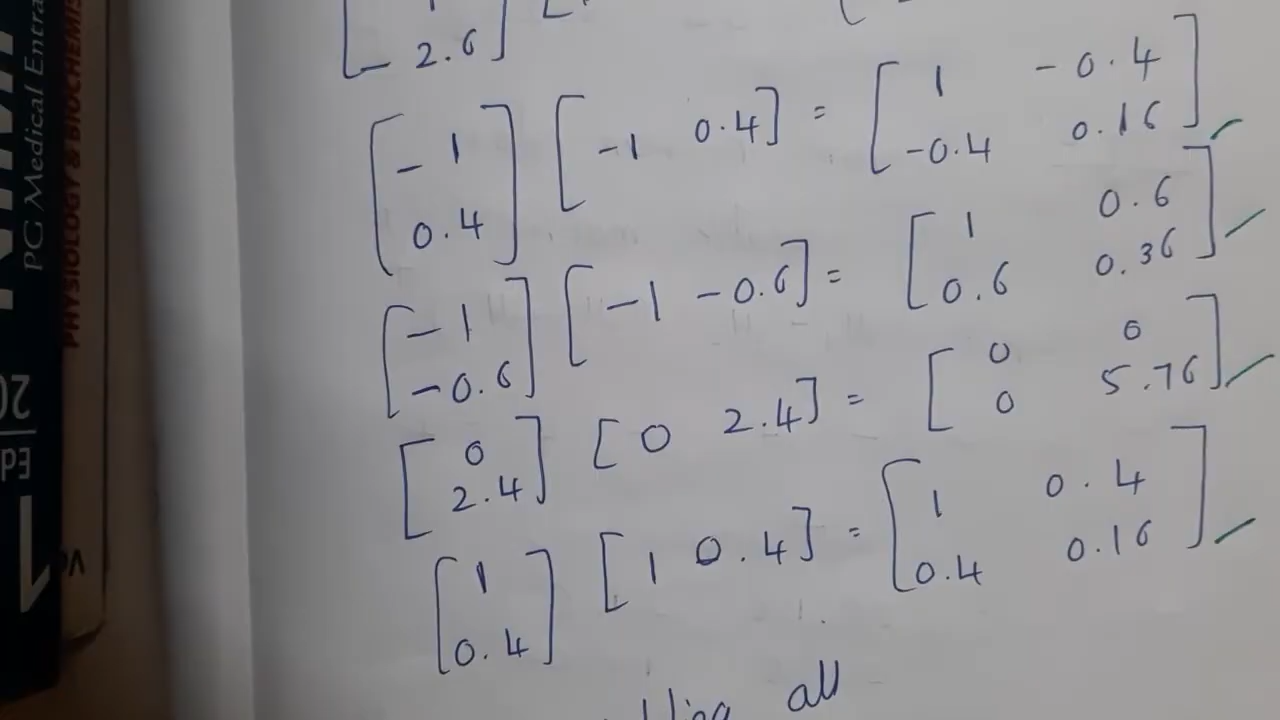 - 2.6
[-1 0.4] [-1 0.4] = [1 -0.4
-0.4 0.16]
[-1 -0.6] [-1 -0.6] = [1 0.6
0.6 0.36]
[0 2.4] [0 2.4] = [0 0
0 5.76]
[1 0.4] [1 0.4] = [1 0.4
0.4 0.16]
all
PG Medical Entra
PHYSIOLOGY & BIOCHEMIS
20
Ed
1